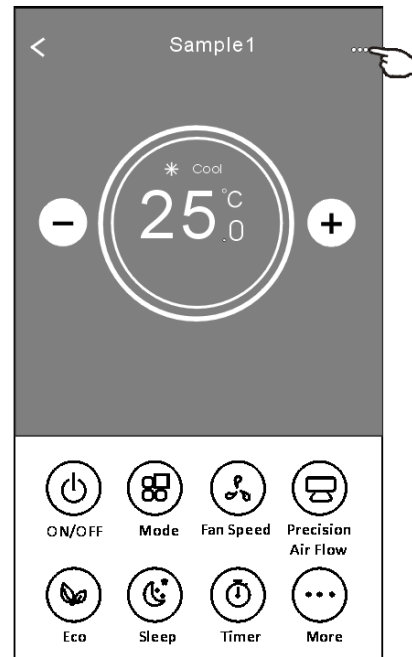 Sample1
Cool
25.0 °C
ON/OFF Mode Fan Speed Precision Air Flow
Eco Sleep Timer More